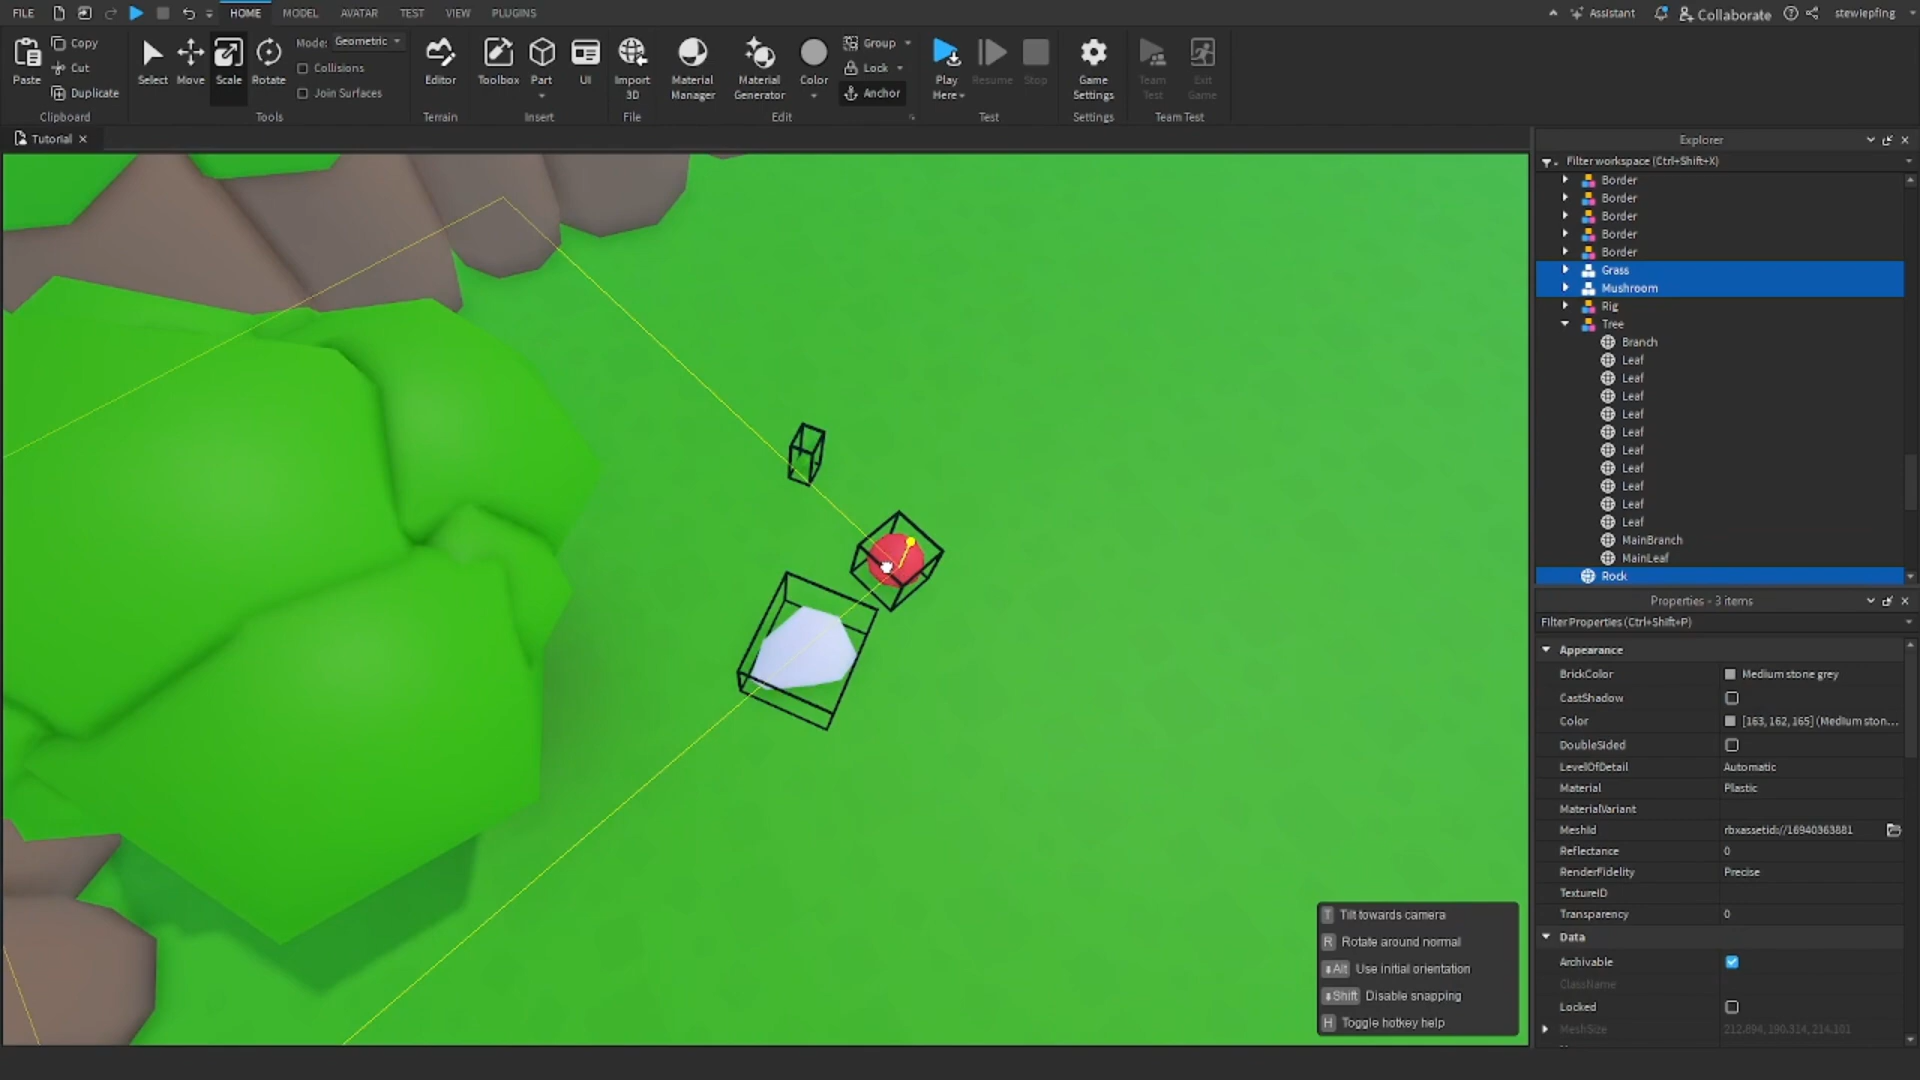 FILE HOME MODEL AVATAR TEST VIEW PLUGINS Assistant Collaborate stewiepfing
Paste Copy Cut Duplicate
Clipboard
Select Move Scale Rotate
Mode: Geometric
Collisions
Join Surfaces
Tools
Editor
Terrain
Toolbox Part UI
Insert
Import 3D
File
Material Manager
Material Generator
Color
Group
Lock
Anchor
Edit
Play Here Resume Stop
Test
Game Settings
Settings
Team Test
Exit Game
Team Test
Tutorial
Explorer
Filter workspace (Ctrl+Shift+X)
Border
Border
Border
Border
Border
Grass
Mushroom
Rig
Tree
Branch
Leaf
Leaf
Leaf
Leaf
Leaf
Leaf
Leaf
Leaf
Leaf
Leaf
MainBranch
MainLeaf
Rock
Properties - 3 items
Filter Properties (Ctrl+Shift+P)
Appearance
BrickColor Medium stone grey
CastShadow
Color [163, 162, 165] (Medium ston...
DoubleSided
LevelOfDetail Automatic
Material Plastic
MaterialVariant
MeshId rbxassetid://16940363881
Reflectance 0
RenderFidelity Precise
TextureID
Transparency 0
Data
Archivable
ClassName
Locked
MeshSize 212.894, 190.314, 214.101
T Tilt towards camera
R Rotate around normal
Alt Use initial orientation
Shift Disable snapping
H Toggle hotkey help